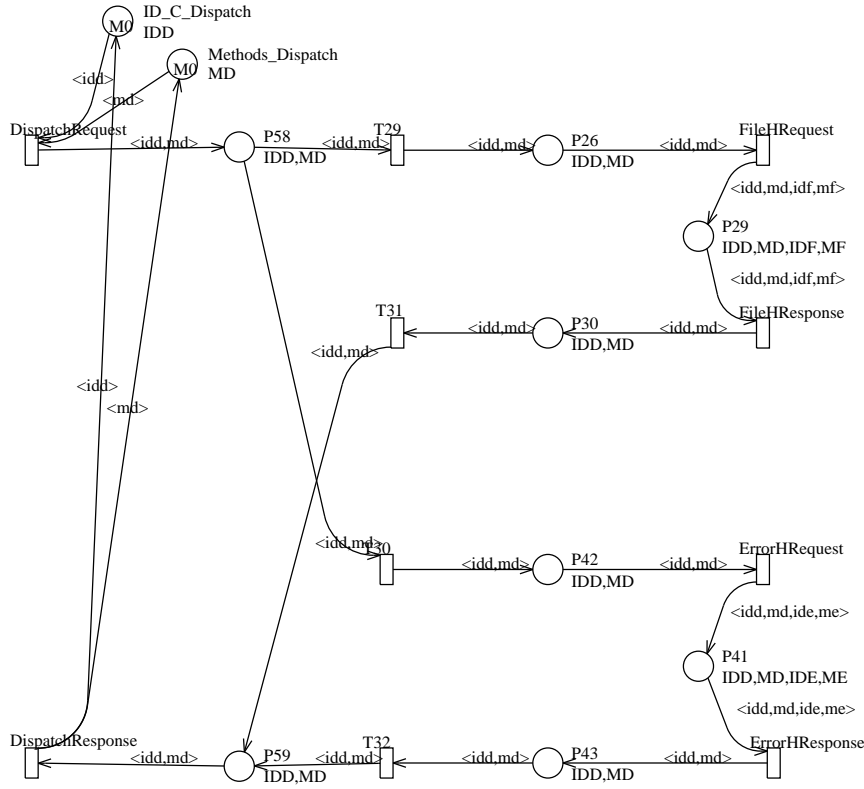 ID_C_Dispatch
M0
IDD
Methods_Dispatch
M0
MD
<idd>
<md>
DispatchRequest
P58
T29
P26
FileHRequest
<idd,md>
<idd,md>
<idd,md>
<idd,md>
IDD,MD
IDD,MD
<idd,md,idf,mf>
P29
IDD,MD,IDF,MF
<idd,md,idf,mf>
T31
P30
FileHResponse
<idd,md>
<idd,md>
IDD,MD
<idd,md>
<idd>
<md>
<idd,md>
T30
P42
ErrorHRequest
<idd,md>
<idd,md>
IDD,MD
<idd,md,ide,me>
P41
IDD,MD,IDE,ME
<idd,md,ide,me>
DispatchResponse
P59
T32
P43
ErrorHResponse
<idd,md>
<idd,md>
<idd,md>
<idd,md>
IDD,MD
IDD,MD